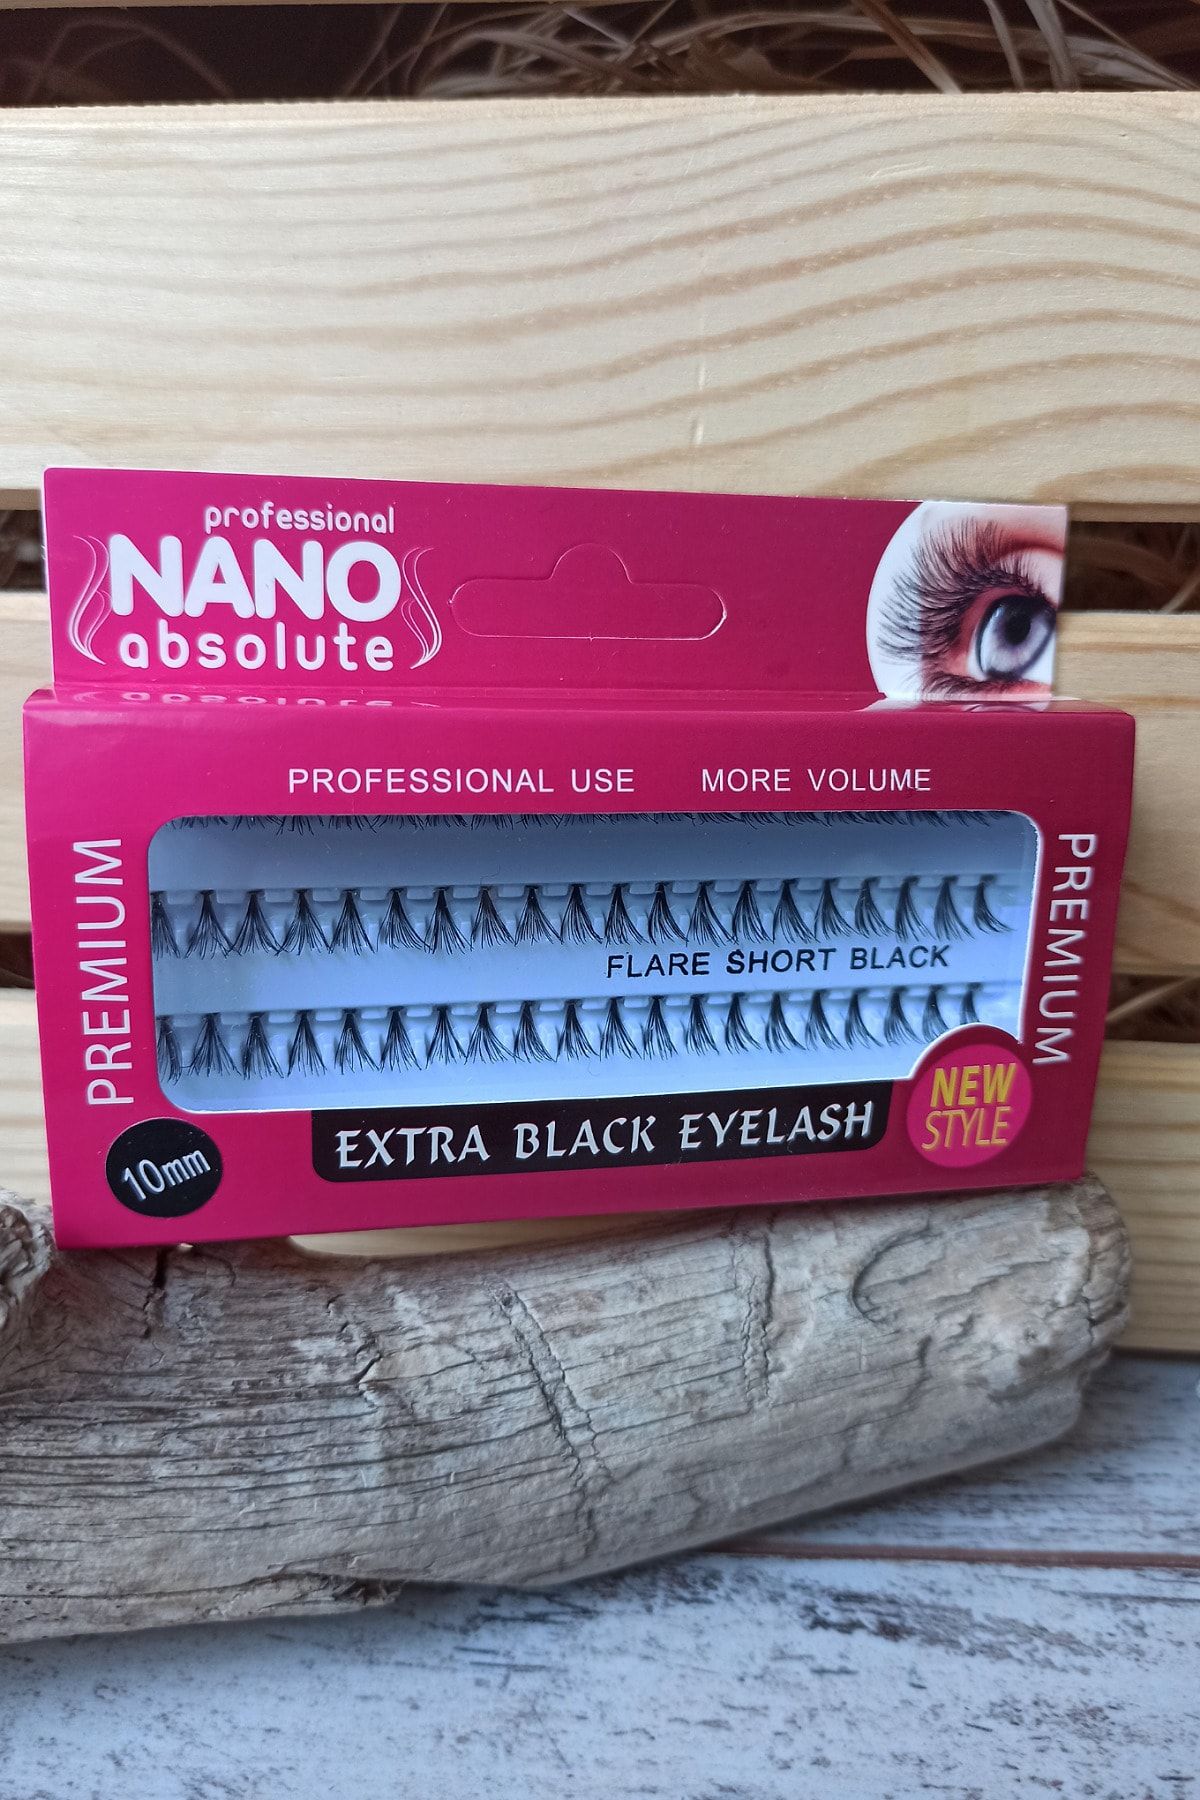 professional
NANO
absolute
PROFESSIONAL USE MORE VOLUME
PREMIUM
PREMIUM
FLARE SHORT BLACK
NEW
STYLE
EXTRA BLACK EYELASH
10mm